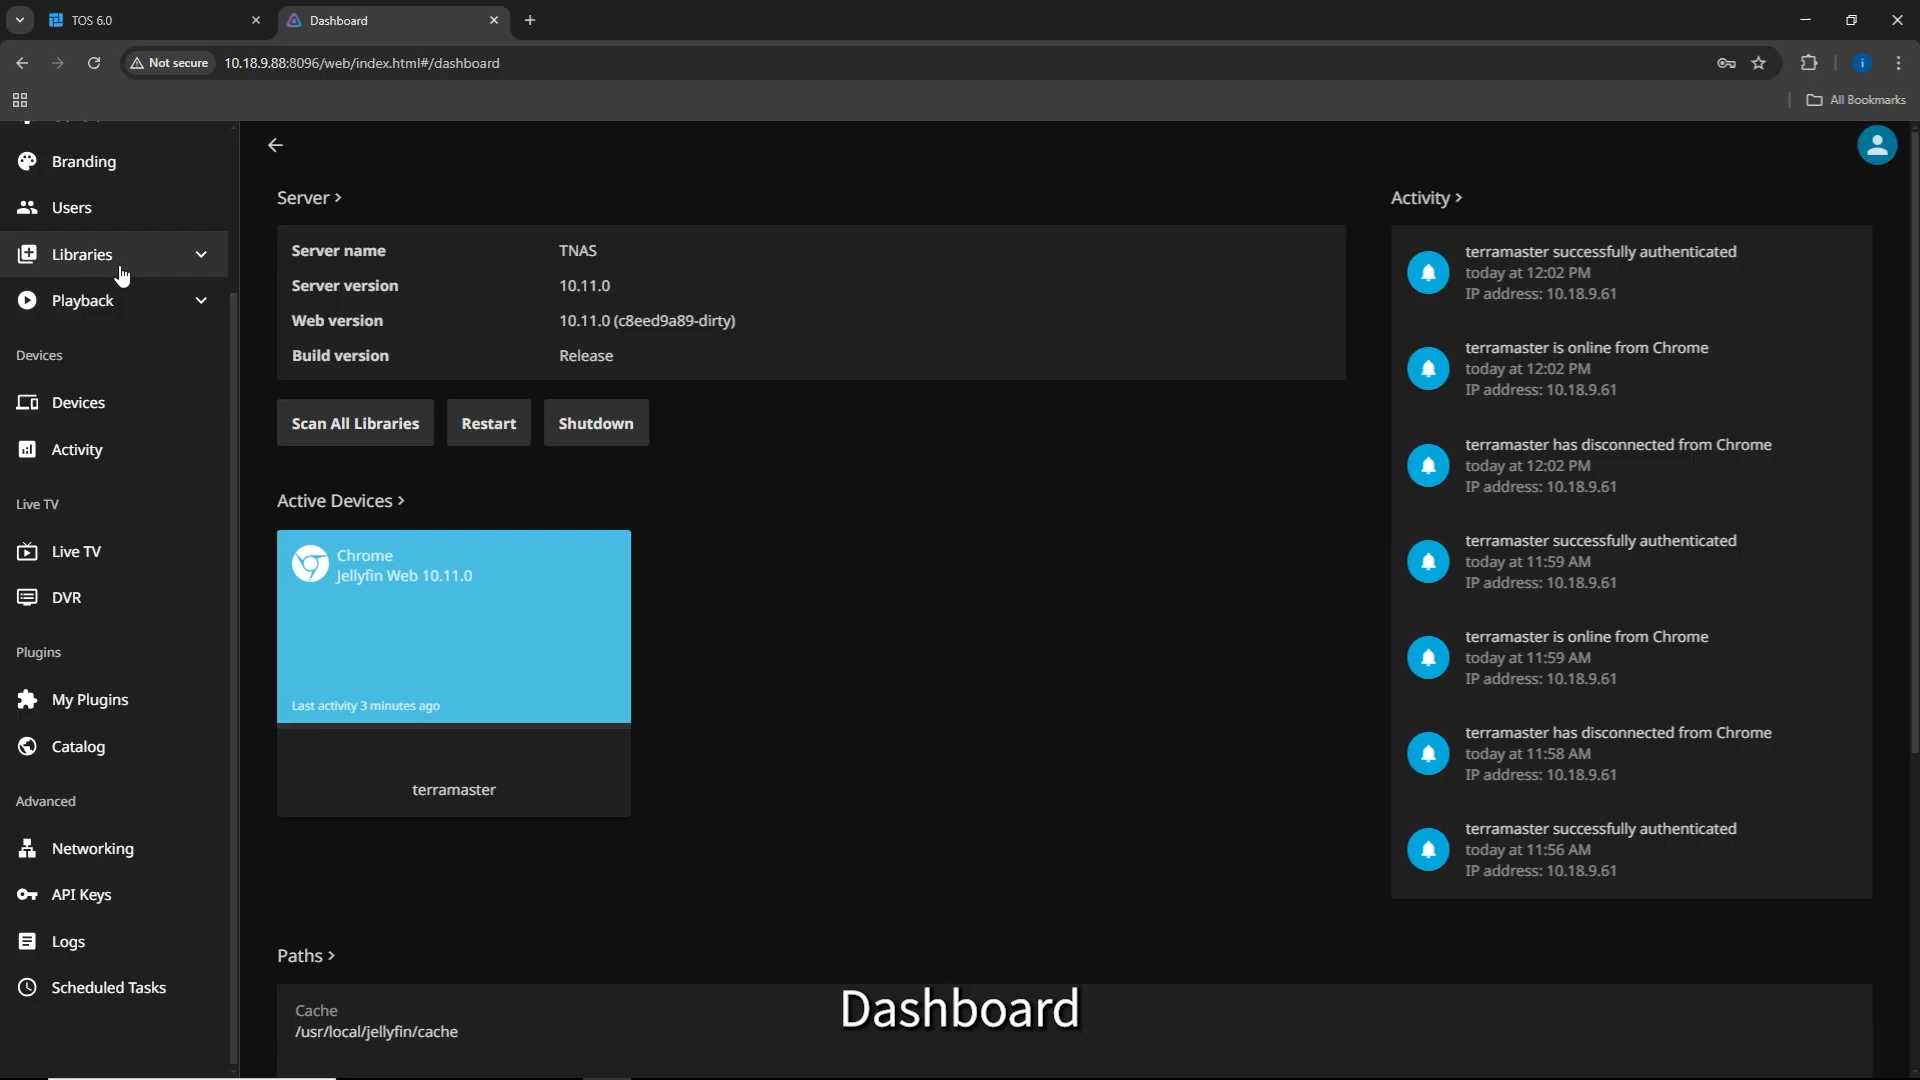 TOS 6.0
Dashboard
Not secure
10.18.9.88:8096/web/index.html#/dashboard
i
All Bookmarks
Branding
Users
Libraries
Playback
Devices
Devices
Activity
Live TV
Live TV
DVR
Plugins
My Plugins
Catalog
Advanced
Networking
API Keys
Logs
Scheduled Tasks
Server >
Server name TNAS
Server version 10.11.0
Web version 10.11.0 (c8eed9a89-dirty)
Build version Release
Scan All Libraries
Restart
Shutdown
Active Devices >
Chrome
Jellyfin Web 10.11.0
Last activity 3 minutes ago
terramaster
Paths >
Cache
/usr/local/jellyfin/cache
Activity >
terramaster successfully authenticated
today at 12:02 PM
IP address: 10.18.9.61
terramaster is online from Chrome
today at 12:02 PM
IP address: 10.18.9.61
terramaster has disconnected from Chrome
today at 12:02 PM
IP address: 10.18.9.61
terramaster successfully authenticated
today at 11:59 AM
IP address: 10.18.9.61
terramaster is online from Chrome
today at 11:59 AM
IP address: 10.18.9.61
terramaster has disconnected from Chrome
today at 11:58 AM
IP address: 10.18.9.61
terramaster successfully authenticated
today at 11:56 AM
IP address: 10.18.9.61
Dashboard